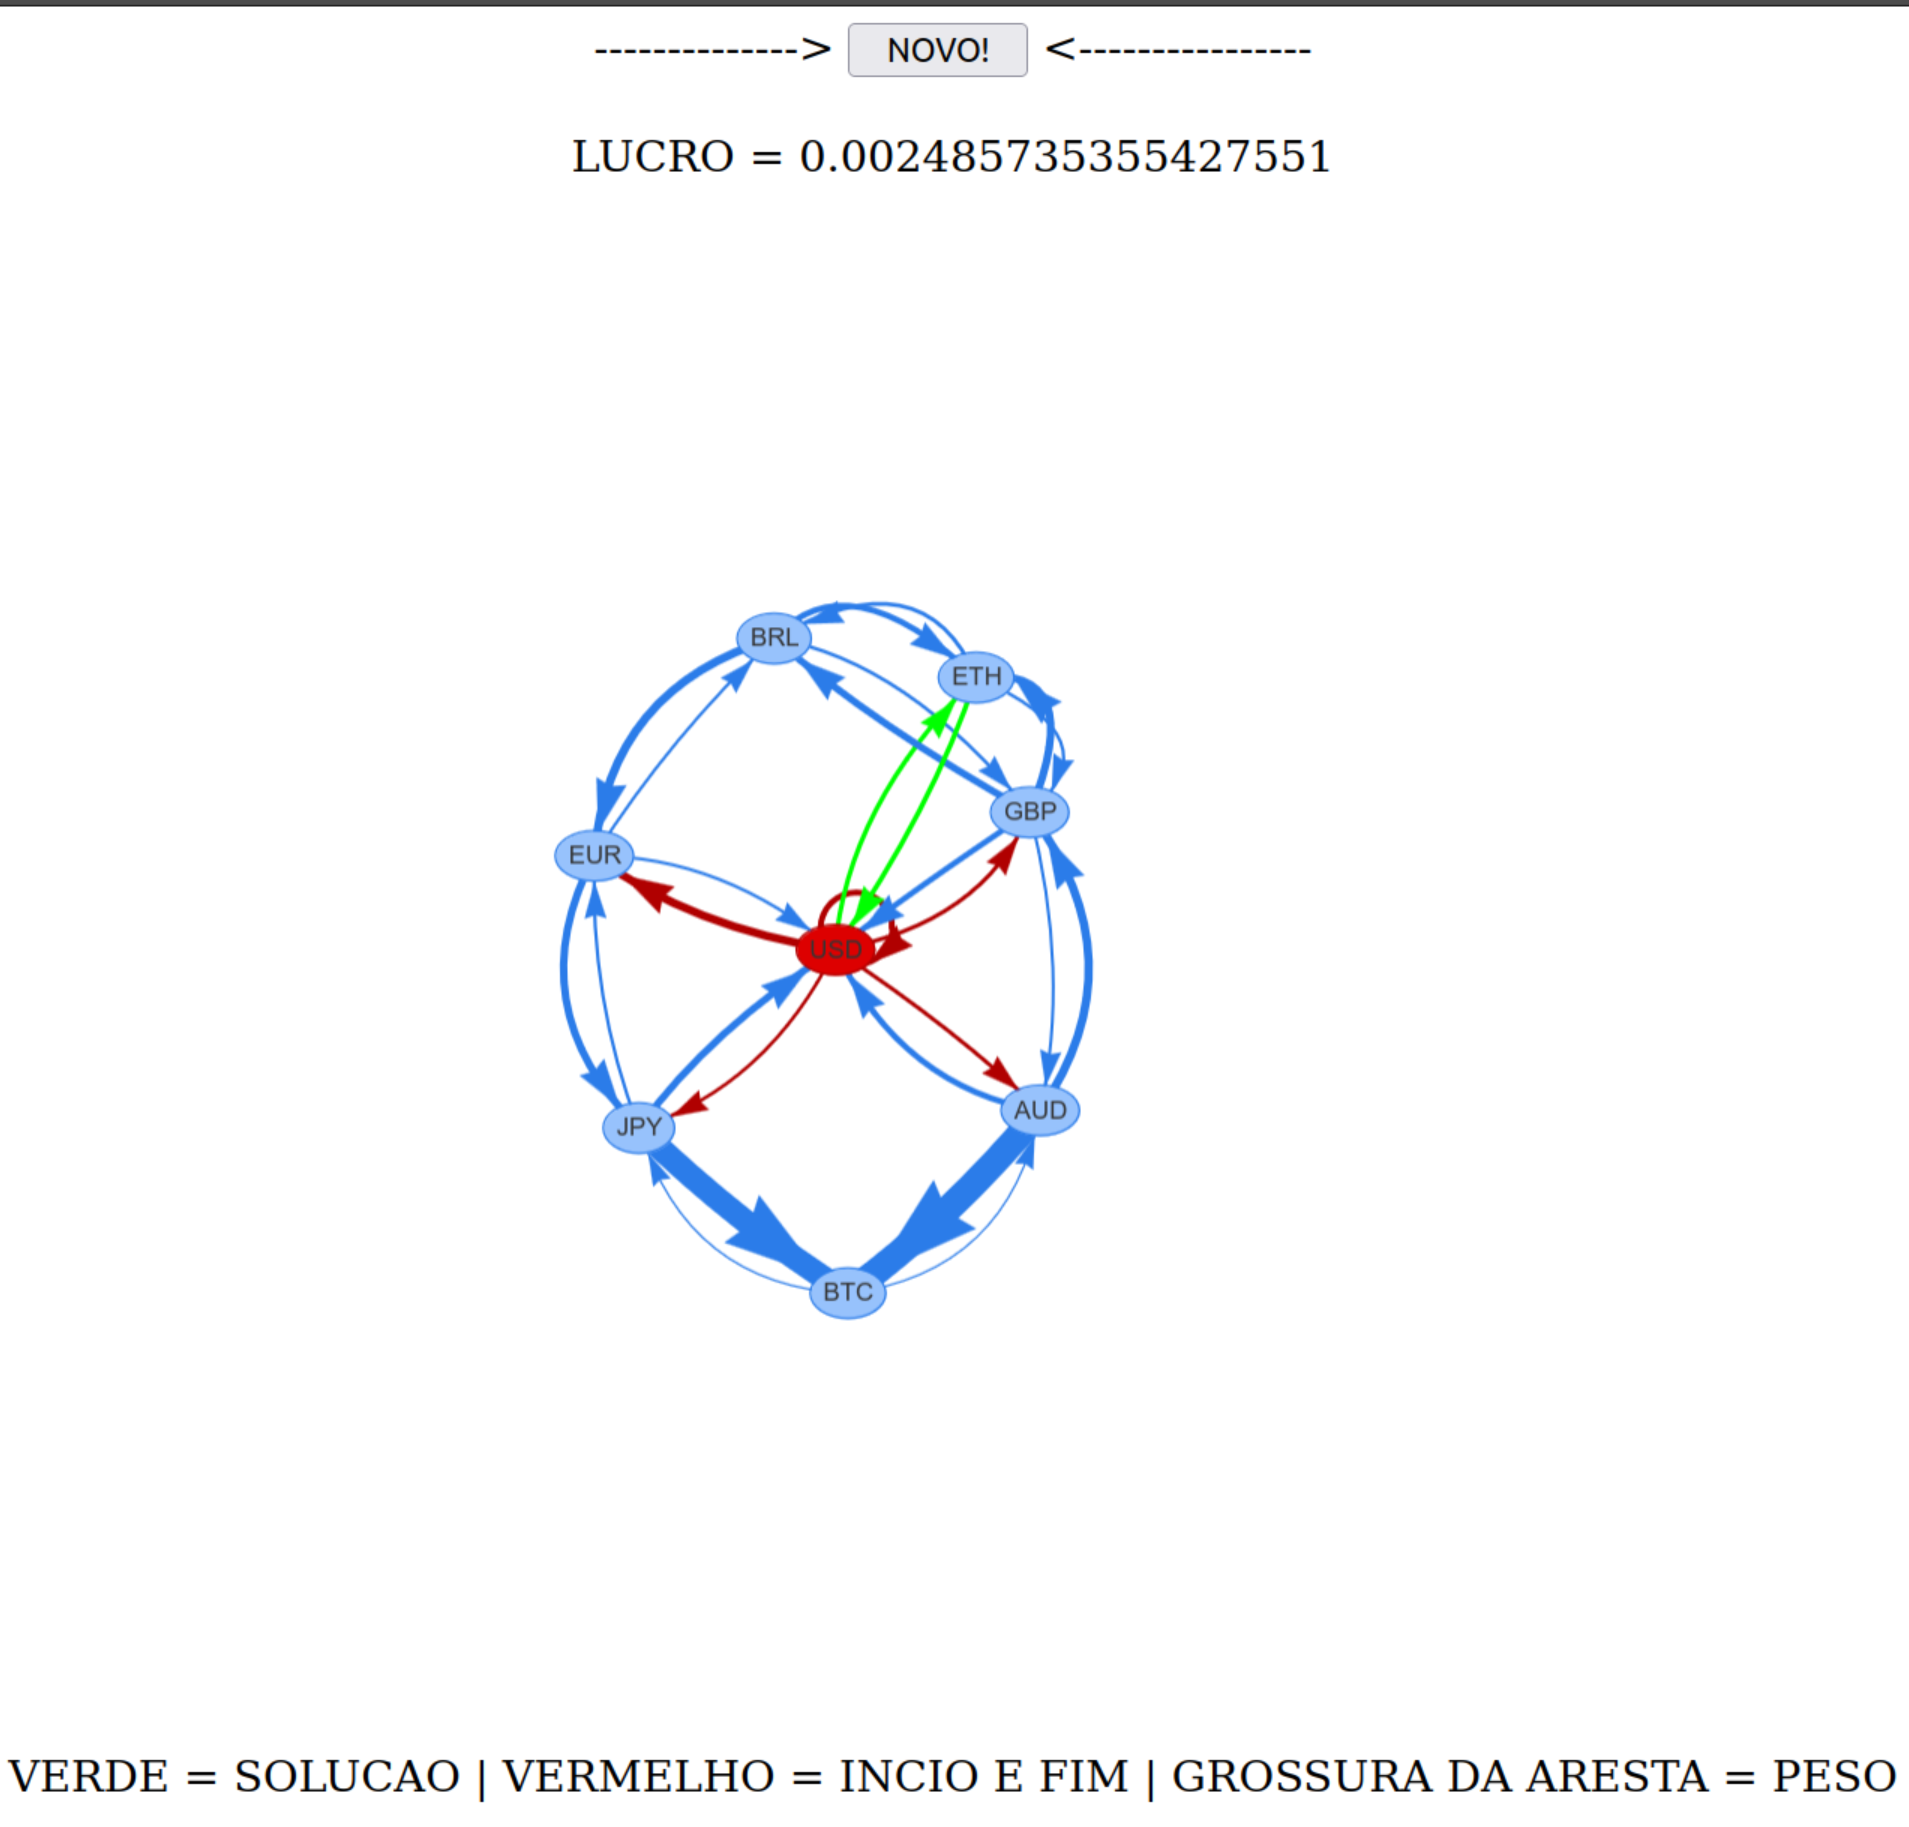 --------------> NOVO! <----------------
LUCRO = 0.002485735355427551
BRL
ETH
GBP
EUR
USD
AUD
JPY
BTC
VERDE = SOLUCAO | VERMELHO = INCIO E FIM | GROSSURA DA ARESTA = PESO